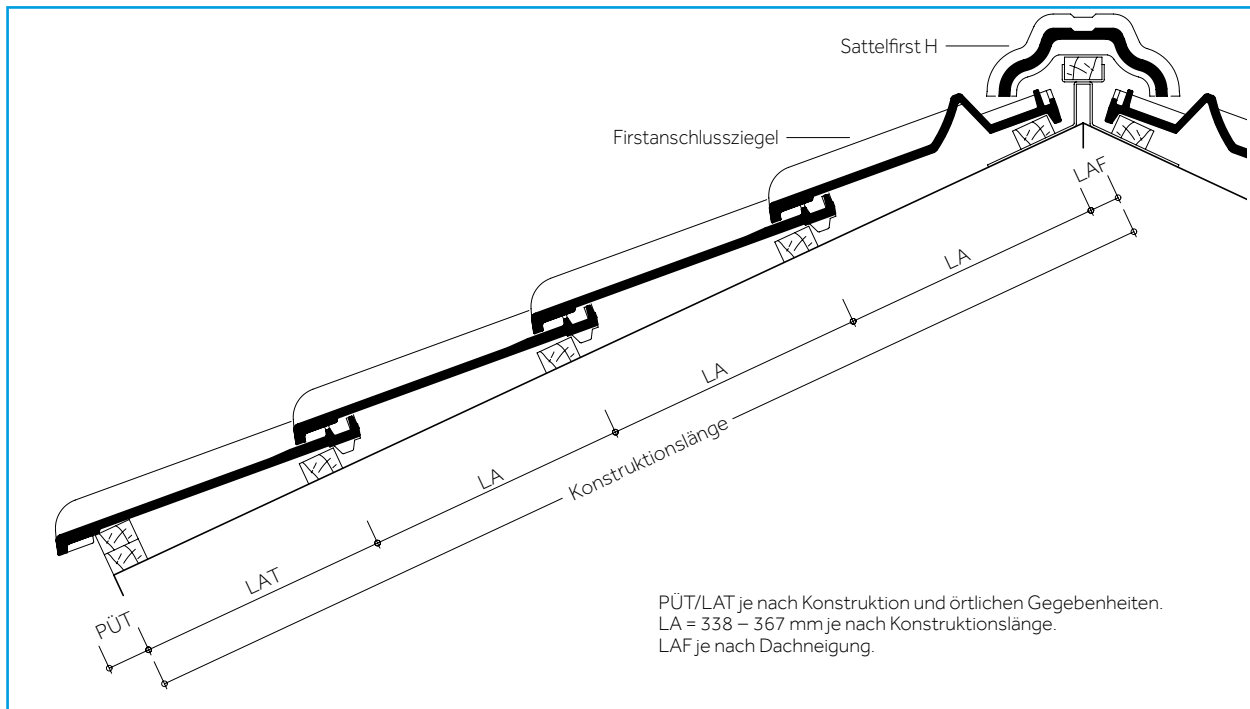 Sattelfirst H
Firstanschlussziegel
LAF
LA
LA
LA
Konstruktionslänge
LAT
PÜT
PÜT/LAT je nach Konstruktion und örtlichen Gegebenheiten.
LA = 338 – 367 mm je nach Konstruktionslänge.
LAF je nach Dachneigung.